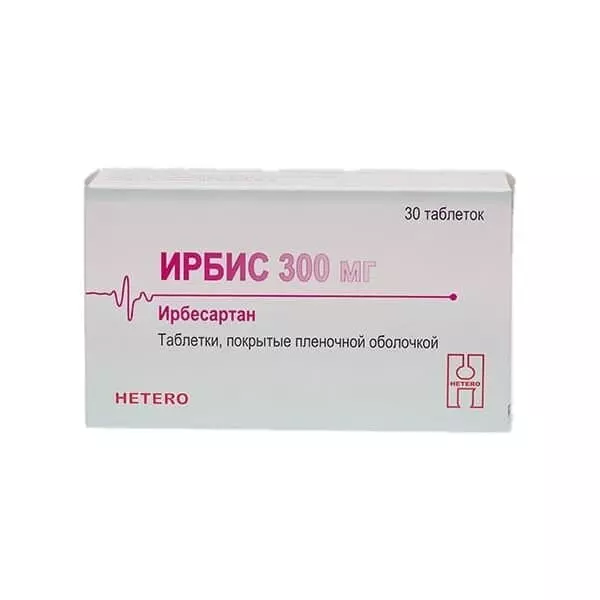 30 таблеток
ИРБИС 300 мг
Ирбесартан
Таблетки, покрытые пленочной оболочкой
HETERO
HETERO